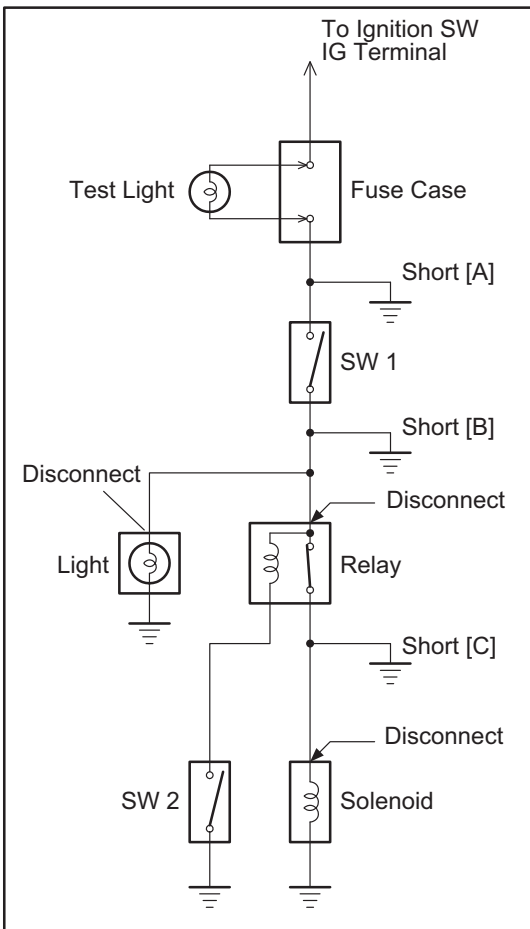 To Ignition SW
IG Terminal
Test Light
Fuse Case
Short [A]
SW 1
Short [B]
Disconnect
Disconnect
Light
Relay
Short [C]
Disconnect
SW 2
Solenoid